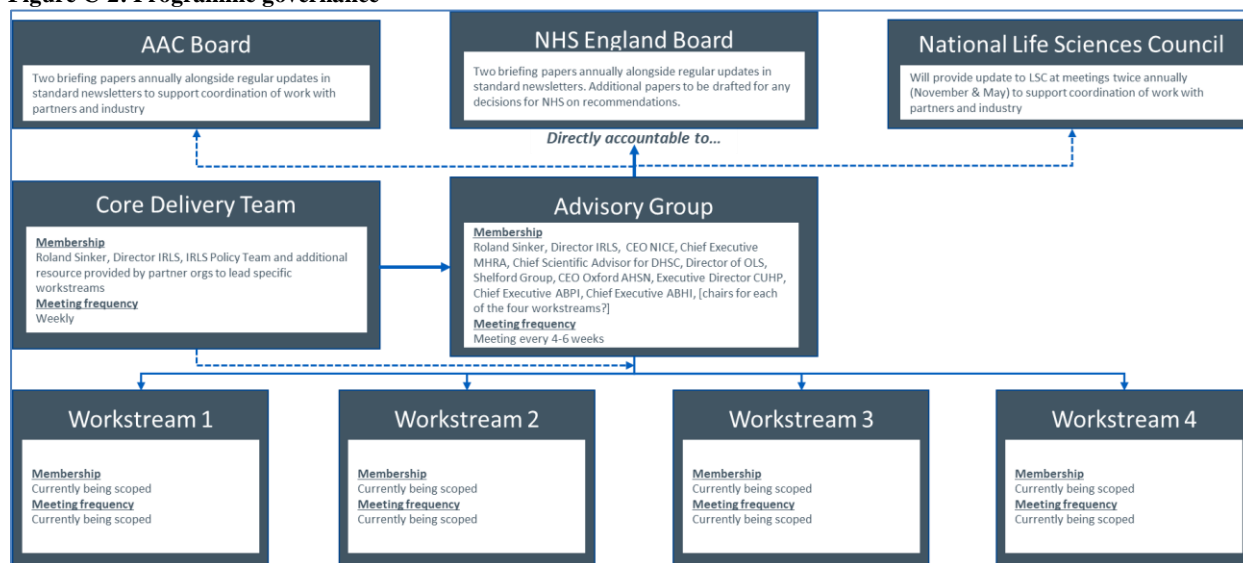 Figure C-2: Programme governance
AAC Board
Two briefing papers annually alongside regular updates in
standard newsletters to support coordination of work with
partners and industry
NHS England Board
Two briefing papers annually alongside regular updates in
standard newsletters. Additional papers to be drafted for any
decisions for NHS on recommendations.
National Life Sciences Council
Will provide update to LSC at meetings twice annually
(November & May) to support coordination of work with
partners and industry
Directly accountable to...
Core Delivery Team
Membership
Roland Sinker, Director IRLS, IRLS Policy Team and additional
resource provided by partner orgs to lead specific
workstreams
Meeting frequency
Weekly
Advisory Group
Membership
Roland Sinker, Director IRLS, CEO NICE, Chief Executive
MHRA, Chief Scientific Advisor for DHSC, Director of OLS,
Shelford Group, CEO Oxford AHSN, Executive Director CUHP,
Chief Executive ABPI, Chief Executive ABHI, [chairs for each
of the four workstreams?]
Meeting frequency
Meeting every 4-6 weeks
Workstream 1
Membership
Currently being scoped
Meeting frequency
Currently being scoped
Workstream 2
Membership
Currently being scoped
Meeting frequency
Currently being scoped
Workstream 3
Membership
Currently being scoped
Meeting frequency
Currently being scoped
Workstream 4
Membership
Currently being scoped
Meeting frequency
Currently being scoped